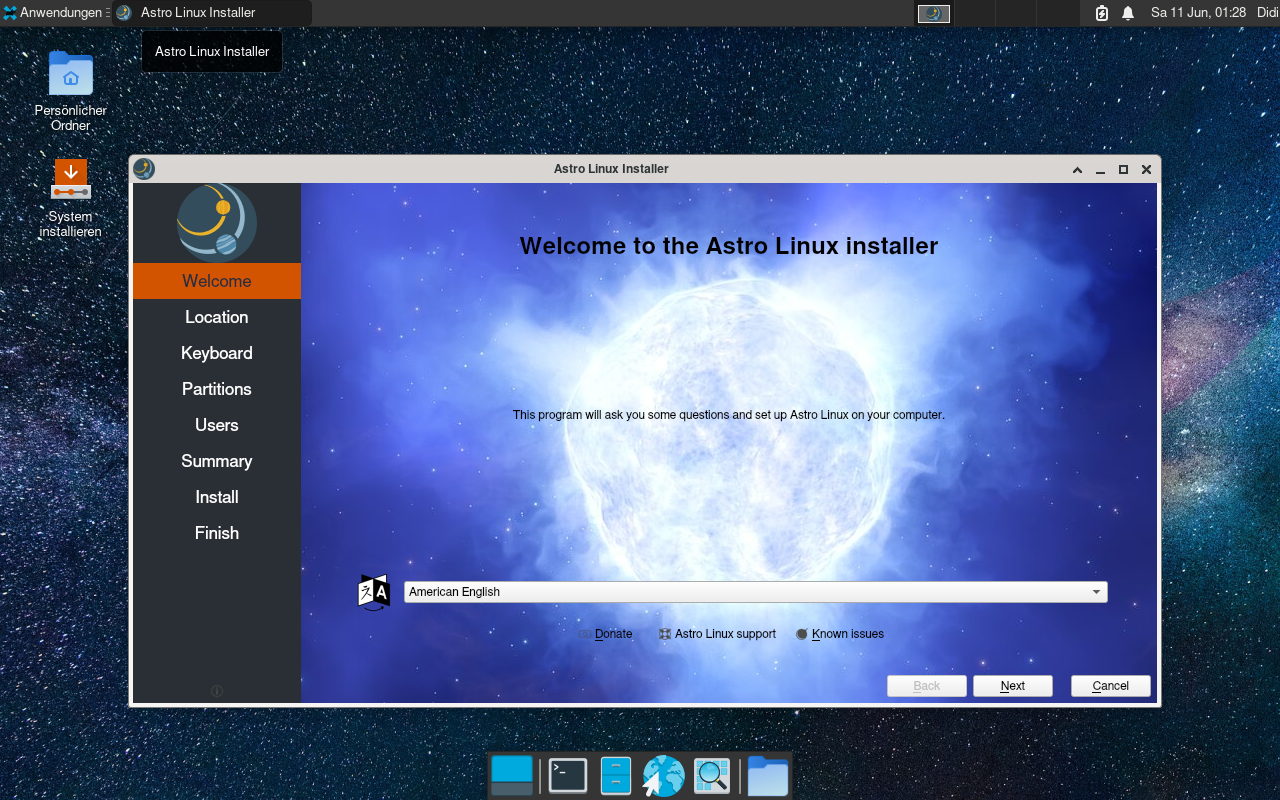 Anwendungen
Astro Linux Installer
Sa 11 Jun, 01:28
Didi
Astro Linux Installer
Persönlicher
Ordner
System
installieren
Astro Linux Installer
Welcome
Location
Keyboard
Partitions
Users
Summary
Install
Finish
Welcome to the Astro Linux installer
This program will ask you some questions and set up Astro Linux on your computer.
A
American English
Donate
Astro Linux support
Known issues
Back
Next
Cancel